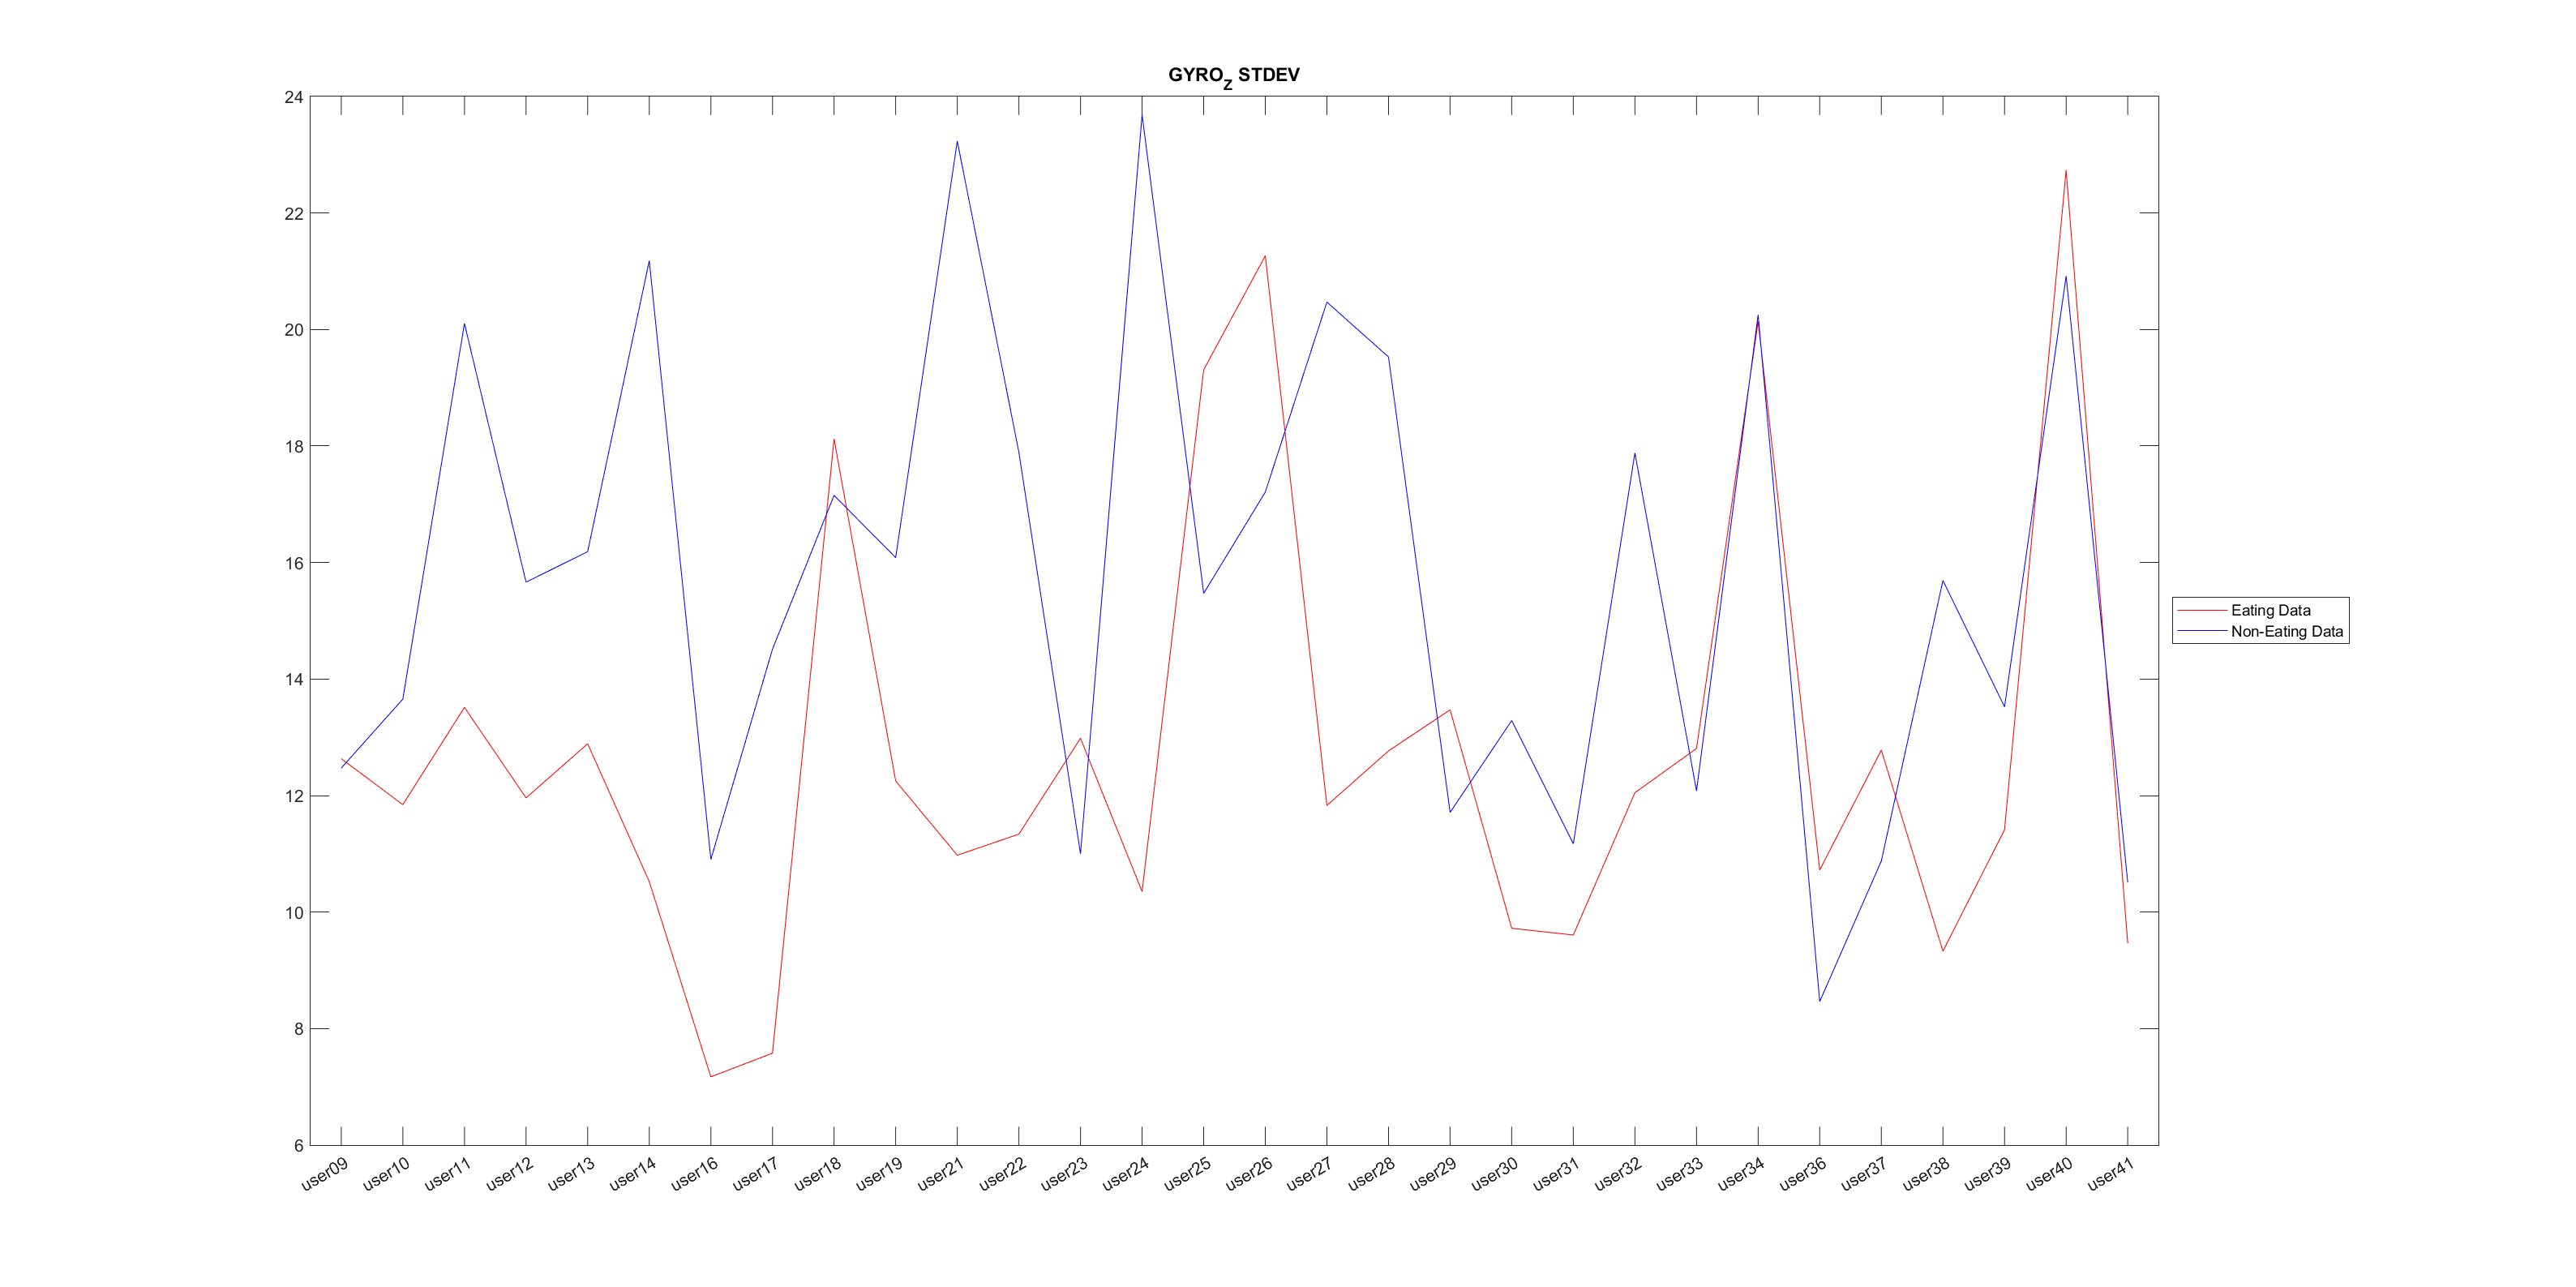 GYROZ STDEV
24
22
20
18
16
14
12
10
8
6
user09 user10 user11 user12 user13 user14 user16 user17 user18 user19 user21 user22 user23 user24 user25 user26 user27 user28 user29 user30 user31 user32 user33 user34 user36 user37 user38 user39 user40 user41
Eating Data
Non-Eating Data